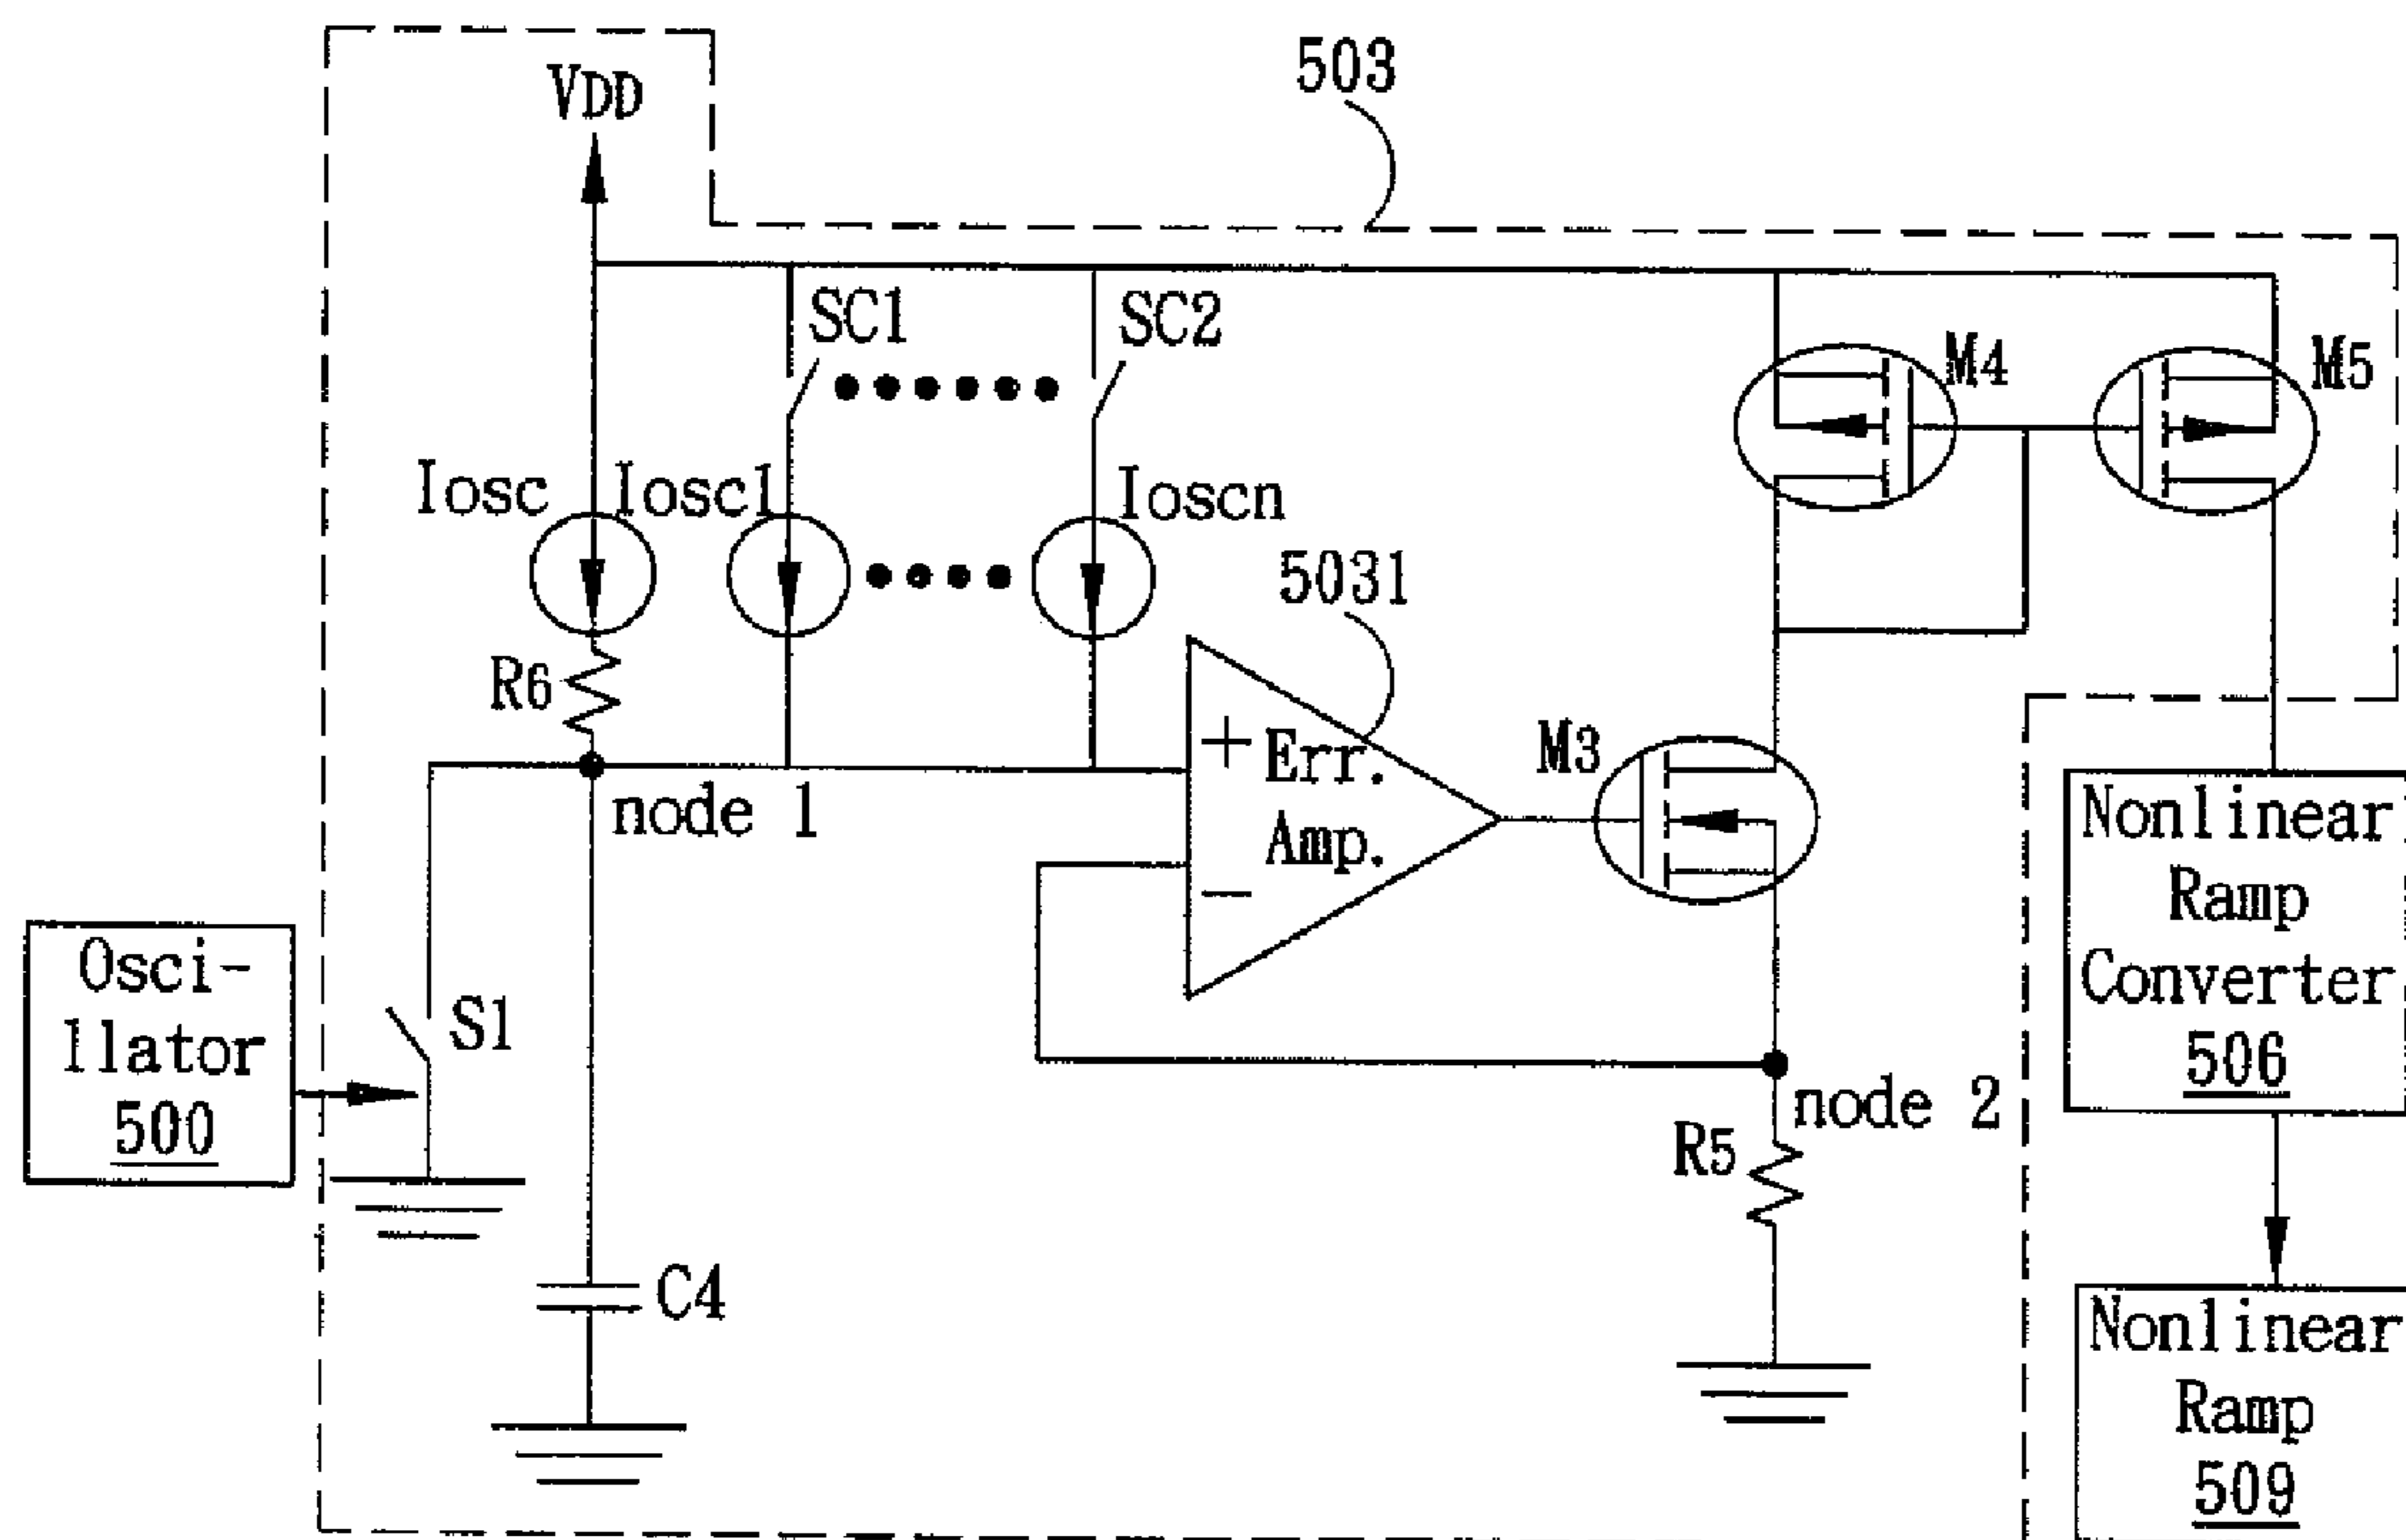 503
VDD
SC1
SC2
M4
M5
Iosc
Iosc1
Ioscn
5031
R6
+
Err.
Amp.
−
M3
node 1
Nonlinear
Ramp
Converter
506
Osci-
llator
500
S1
node 2
R5
C4
Nonlinear
Ramp
509